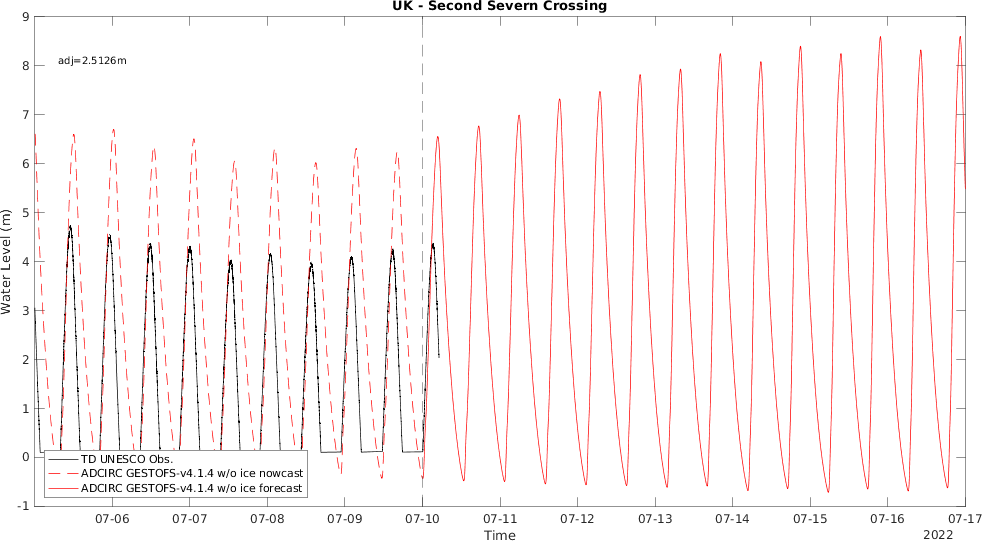 UK - Second Severn Crossing
adj=2.5126m
Water Level (m)
9
8
7
6
5
4
3
2
1
0
-1
TD UNESCO Obs.
ADCIRC GESTOFS-v4.1.4 w/o ice nowcast
ADCIRC GESTOFS-v4.1.4 w/o ice forecast
07-06 07-07 07-08 07-09 07-10 07-11 07-12 07-13 07-14 07-15 07-16 07-17
Time
2022